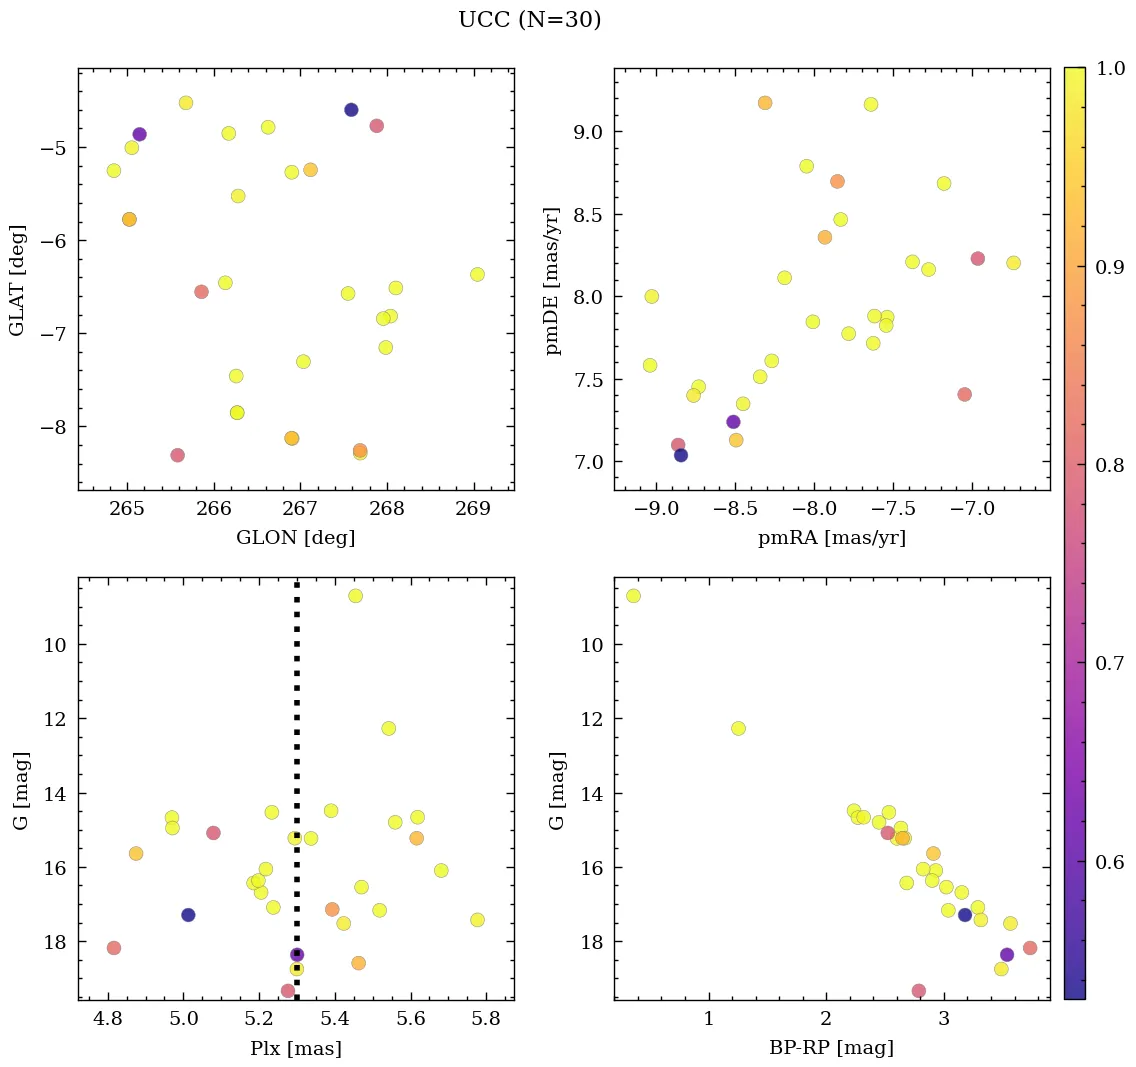 UCC (N=30)
−5
−6
−7
−8
GLAT [deg]
265 266 267 268 269
GLON [deg]
9.0
8.5
8.0
7.5
7.0
pmDE [mas/yr]
−9.0 −8.5 −8.0 −7.5 −7.0
pmRA [mas/yr]
1.0
0.9
0.8
0.7
0.6
10
12
14
16
18
G [mag]
4.8 5.0 5.2 5.4 5.6 5.8
Plx [mas]
10
12
14
16
18
G [mag]
1 2 3
BP-RP [mag]